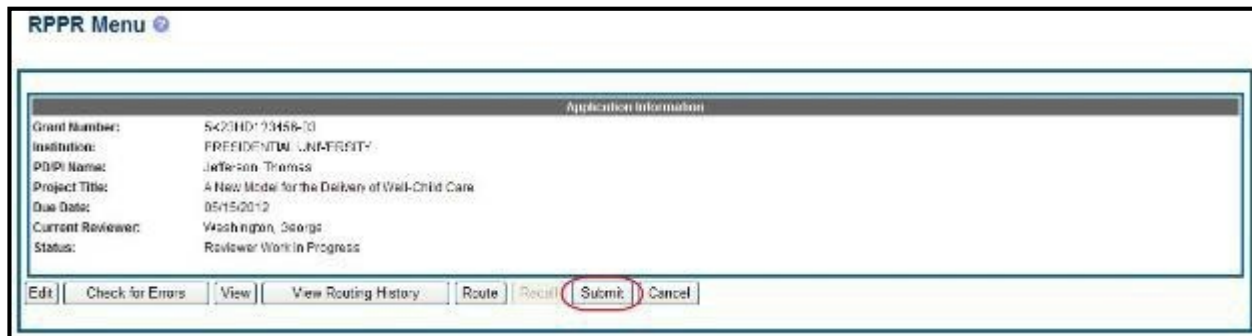 RPPR Menu ?
Application Information
Grant Number: 5K23HD123456-03
Institution: PRESIDENTIAL UNIVERSITY
PD/PI Name: Jefferson, Thomas
Project Title: A New Model for the Delivery of Well-Child Care
Due Date: 05/15/2012
Current Reviewer: Washington, George
Status: Reviewer Work in Progress
Edit Check for Errors View View Routing History Route Recall Submit Cancel